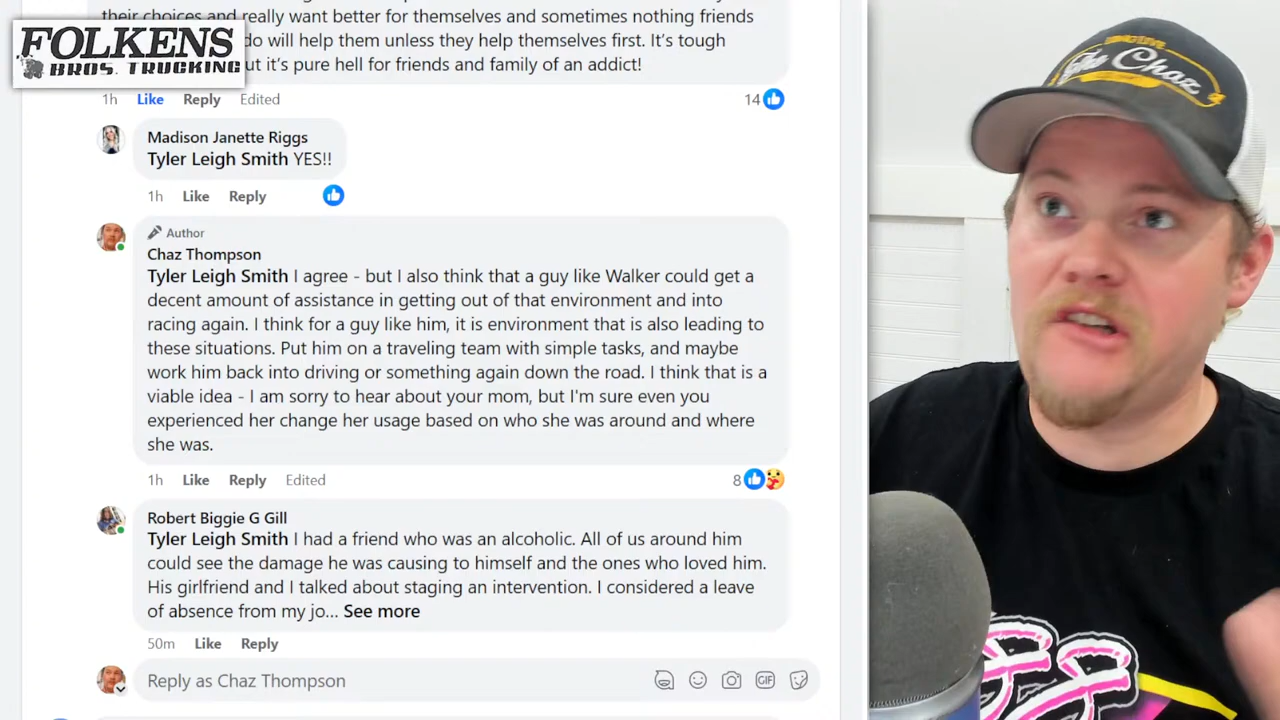 their choices and really want better for themselves and sometimes nothing friends
do will help them unless they help themselves first. It's tough
ut it's pure hell for friends and family of an addict!
FOLKENS
BROS. TRUCKING
1h Like Reply Edited 14
Madison Janette Riggs
Tyler Leigh Smith YES!!
1h Like Reply
Author
Chaz Thompson
Tyler Leigh Smith I agree - but I also think that a guy like Walker could get a
decent amount of assistance in getting out of that environment and into
racing again. I think for a guy like him, it is environment that is also leading to
these situations. Put him on a traveling team with simple tasks, and maybe
work him back into driving or something again down the road. I think that is a
viable idea - I am sorry to hear about your mom, but I'm sure even you
experienced her change her usage based on who she was around and where
she was.
1h Like Reply Edited 8
Robert Biggie G Gill
Tyler Leigh Smith I had a friend who was an alcoholic. All of us around him
could see the damage he was causing to himself and the ones who loved him.
His girlfriend and I talked about staging an intervention. I considered a leave
of absence from my jo... See more
50m Like Reply
Reply as Chaz Thompson
GIF
The Chaz